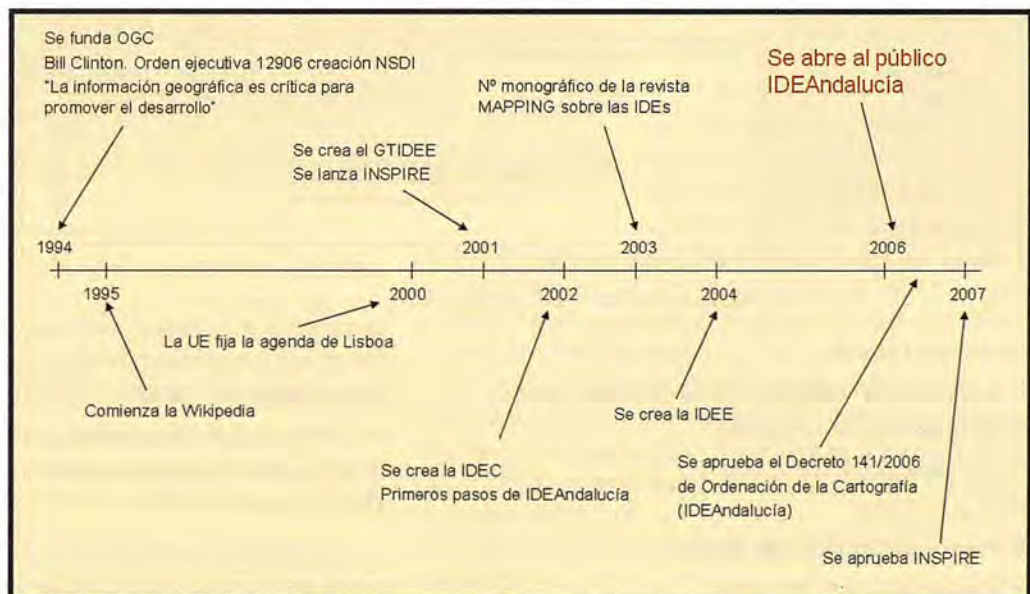 Se funda OGC
Bill Clinton. Orden ejecutiva 12906 creación NSDI
"La información geográfica es crítica para
promover el desarrollo"
Se crea el GTIDEE
Se lanza INSPIRE
Nº monográfico de la revista
MAPPING sobre las IDEs
Se abre al público
IDEAndalucía
1994
2001
2003
2006
1995
2000
2002
2004
2007
La UE fija la agenda de Lisboa
Comienza la Wikipedia
Se crea la IDEE
Se crea la IDEC
Primeros pasos de IDEAndalucía
Se aprueba el Decreto 141/2006
de Ordenación de la Cartografía
(IDEAndalucía)
Se aprueba INSPIRE